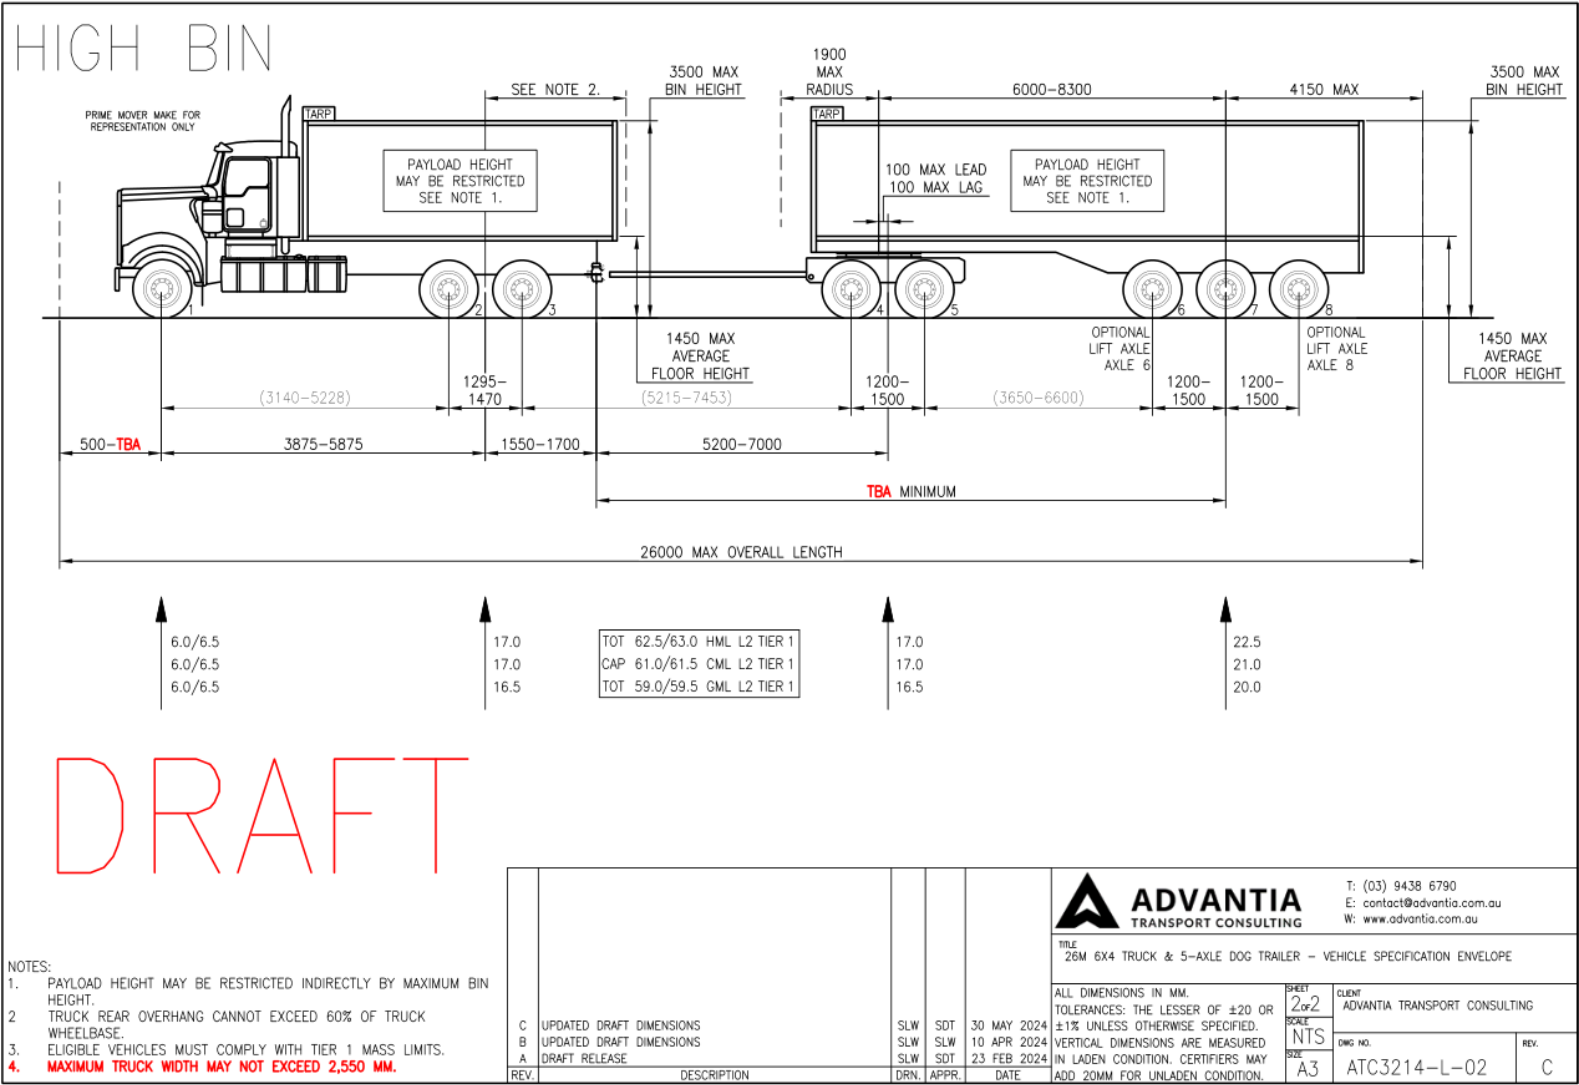 HIGH BIN
PRIME MOVER MAKE FOR
REPRESENTATION ONLY
TARP
SEE NOTE 2.
3500 MAX
BIN HEIGHT
1900
MAX
RADIUS
6000-8300
4150 MAX
3500 MAX
BIN HEIGHT
TARP
PAYLOAD HEIGHT
MAY BE RESTRICTED
SEE NOTE 1.
100 MAX LEAD
100 MAX LAG
PAYLOAD HEIGHT
MAY BE RESTRICTED
SEE NOTE 1.
1
2
3
4
5
6
7
8
1450 MAX
AVERAGE
FLOOR HEIGHT
OPTIONAL
LIFT AXLE
AXLE 6
OPTIONAL
LIFT AXLE
AXLE 8
1450 MAX
AVERAGE
FLOOR HEIGHT
(3140-5228)
1295-
1470
(5215-7453)
1200-
1500
(3650-6600)
1200-
1500
1200-
1500
500-TBA
3875-5875
1550-1700
5200-7000
TBA MINIMUM
26000 MAX OVERALL LENGTH
6.0/6.5
6.0/6.5
6.0/6.5
17.0
17.0
16.5
TOT 62.5/63.0 HML L2 TIER 1
CAP 61.0/61.5 CML L2 TIER 1
TOT 59.0/59.5 GML L2 TIER 1
17.0
17.0
16.5
22.5
21.0
20.0
DRAFT
NOTES:
1. PAYLOAD HEIGHT MAY BE RESTRICTED INDIRECTLY BY MAXIMUM BIN
HEIGHT.
2 TRUCK REAR OVERHANG CANNOT EXCEED 60% OF TRUCK
WHEELBASE.
3. ELIGIBLE VEHICLES MUST COMPLY WITH TIER 1 MASS LIMITS.
4. MAXIMUM TRUCK WIDTH MAY NOT EXCEED 2,550 MM.
C UPDATED DRAFT DIMENSIONS SLW SDT 30 MAY 2024
B UPDATED DRAFT DIMENSIONS SLW SLW 10 APR 2024
A DRAFT RELEASE SLW SDT 23 FEB 2024
REV. DESCRIPTION DRN. APPR. DATE
ADVANTIA
TRANSPORT CONSULTING
T: (03) 9438 6790
E: contact@advantia.com.au
W: www.advantia.com.au
TITLE
26M 6X4 TRUCK & 5-AXLE DOG TRAILER - VEHICLE SPECIFICATION ENVELOPE
ALL DIMENSIONS IN MM.
TOLERANCES: THE LESSER OF ±20 OR
±1% UNLESS OTHERWISE SPECIFIED.
VERTICAL DIMENSIONS ARE MEASURED
IN LADEN CONDITION. CERTIFIERS MAY
ADD 20MM FOR UNLADEN CONDITION.
SHEET
2 OF 2
SCALE
NTS
SIZE
A3
CLIENT
ADVANTIA TRANSPORT CONSULTING
DWG NO.
ATC3214-L-02
REV.
C